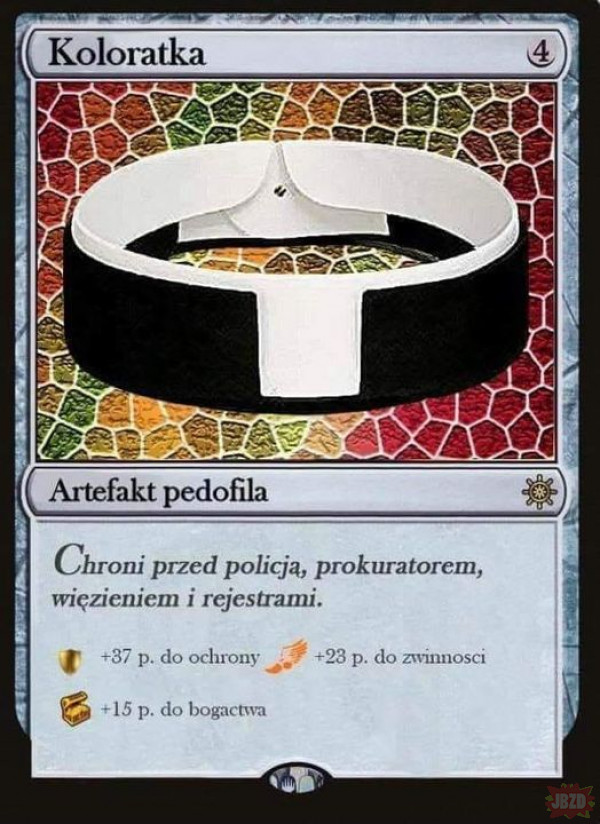 Koloratka
4
Artefakt pedofila
Chroni przed policją, prokuratorem,
więzieniem i rejestrami.
+37 p. do ochrony +23 p. do zwinnosci
+15 p. do bogactwa
JBZD